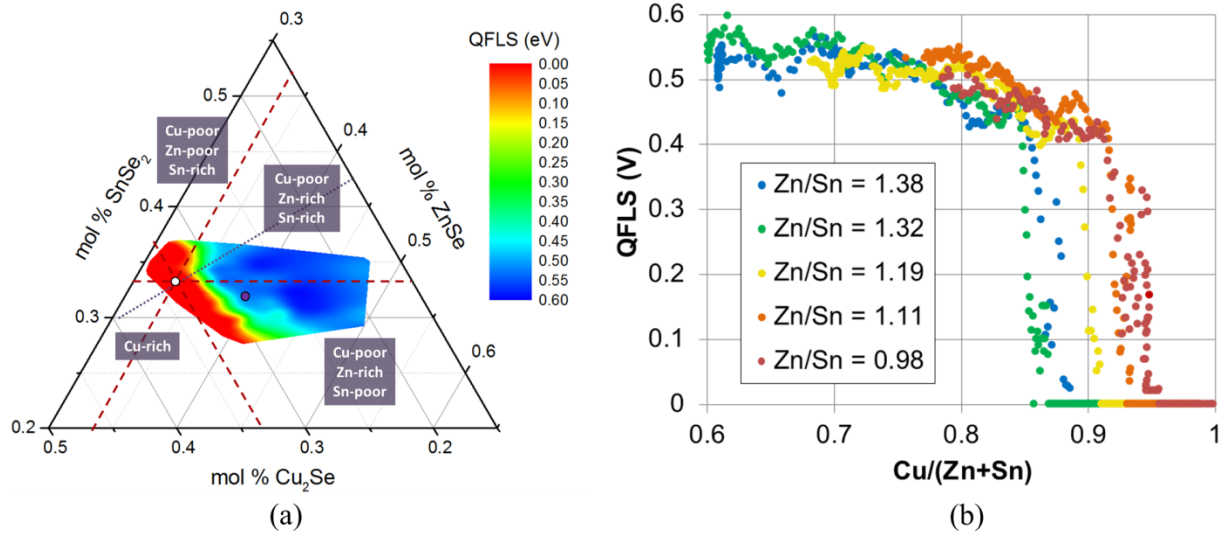 0.3
QFLS (eV)
0.00
0.05
0.10
0.15
0.20
0.25
0.30
0.35
0.40
0.45
0.50
0.55
0.60
0.5
0.4
Cu-poor
Zn-poor
Sn-rich
mol % SnSe2
mol % ZnSe
Cu-poor
Zn-rich
Sn-rich
0.4
0.5
0.3
Cu-rich
Cu-poor
Zn-rich
Sn-poor
0.6
0.2
0.5
0.4
0.3
0.2
mol % Cu2Se
(a)
0.6
0.5
0.4
0.3
0.2
0.1
0
QFLS (V)
Zn/Sn = 1.38
Zn/Sn = 1.32
Zn/Sn = 1.19
Zn/Sn = 1.11
Zn/Sn = 0.98
0.6 0.7 0.8 0.9 1
Cu/(Zn+Sn)
(b)